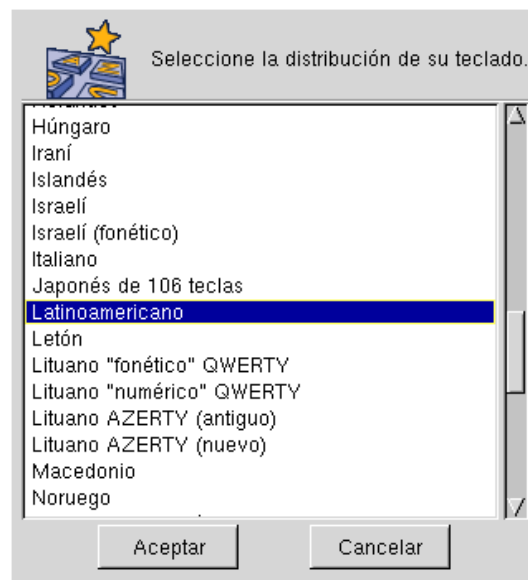 Seleccione la distribución de su teclado.
Húngaro
Iraní
Islandés
Israelí
Israelí (fonético)
Italiano
Japonés de 106 teclas
Latinoamericano
Letón
Lituano "fonético" QWERTY
Lituano "numérico" QWERTY
Lituano AZERTY (antiguo)
Lituano AZERTY (nuevo)
Macedonio
Noruego
Aceptar Cancelar